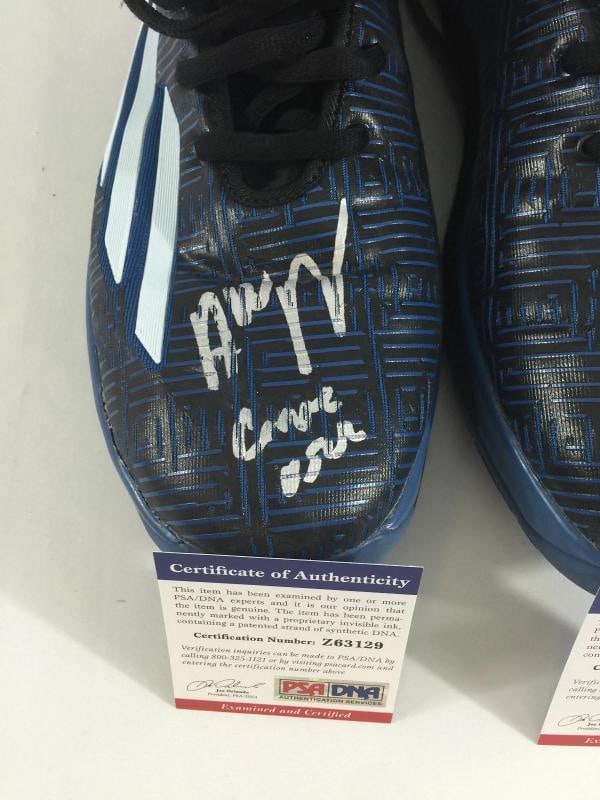 Game
Used
Certificate of Authenticity
This item has been examined by one or more
PSA/DNA experts and it is our opinion that
the item is genuine. The item has been perma-
nently marked with a proprietary invisible ink,
containing a patented strand of synthetic DNA.
Certification Number: Z63129
Verification inquiries can be made to PSA/DNA by
calling 800-325-1121 or by visiting psacard.com and
entering the certification number above
Joe Orlando
President, PSA/DNA
PSA DNA
AUTHENTICATION SERVICES
Examined and Certified